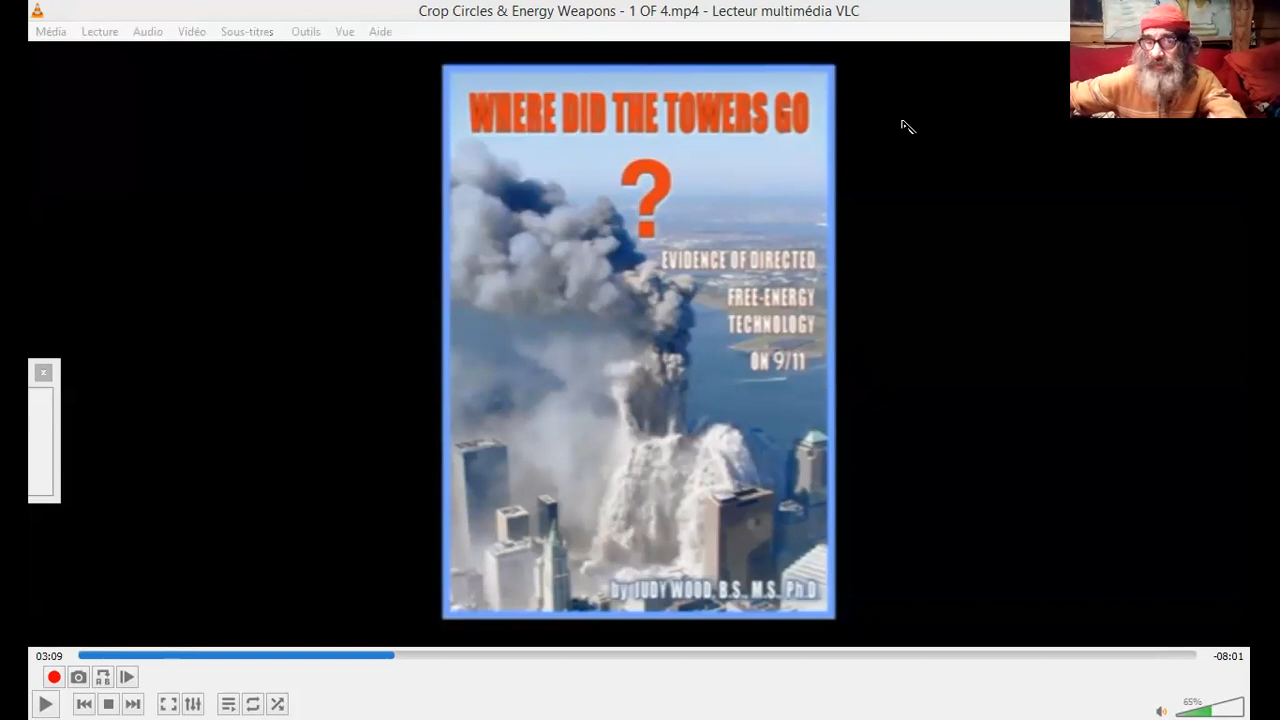 Crop Circles & Energy Weapons - 1 OF 4.mp4 - Lecteur multimédia VLC
Média Lecture Audio Vidéo Sous-titres Outils Vue Aide
WHERE DID THE TOWERS GO
?
EVIDENCE OF DIRECTED
FREE-ENERGY
TECHNOLOGY
ON 9/11
by JUDY WOOD, B.S., M.S., Ph.D
x
03:09
-08:01
A B
65%